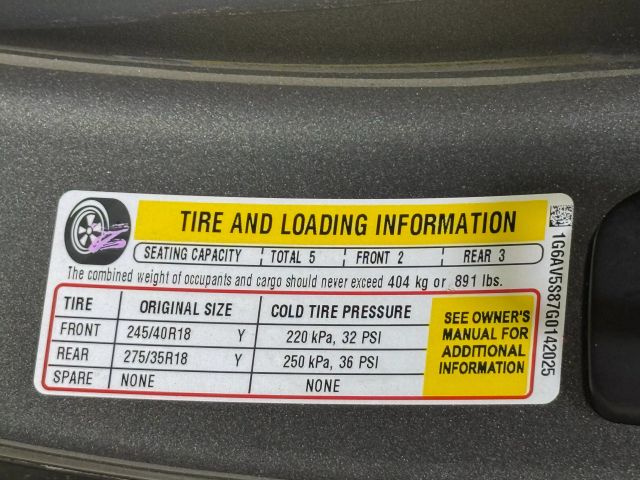 TIRE AND LOADING INFORMATION
SEATING CAPACITY TOTAL 5 FRONT 2 REAR 3
The combined weight of occupants and cargo should never exceed 404 kg or 891 lbs.
TIRE ORIGINAL SIZE COLD TIRE PRESSURE
FRONT 245/40R18 Y 220 kPa, 32 PSI
REAR 275/35R18 Y 250 kPa, 36 PSI
SPARE NONE NONE
SEE OWNER'S
MANUAL FOR
ADDITIONAL
INFORMATION
1G6AV5S87G0142025